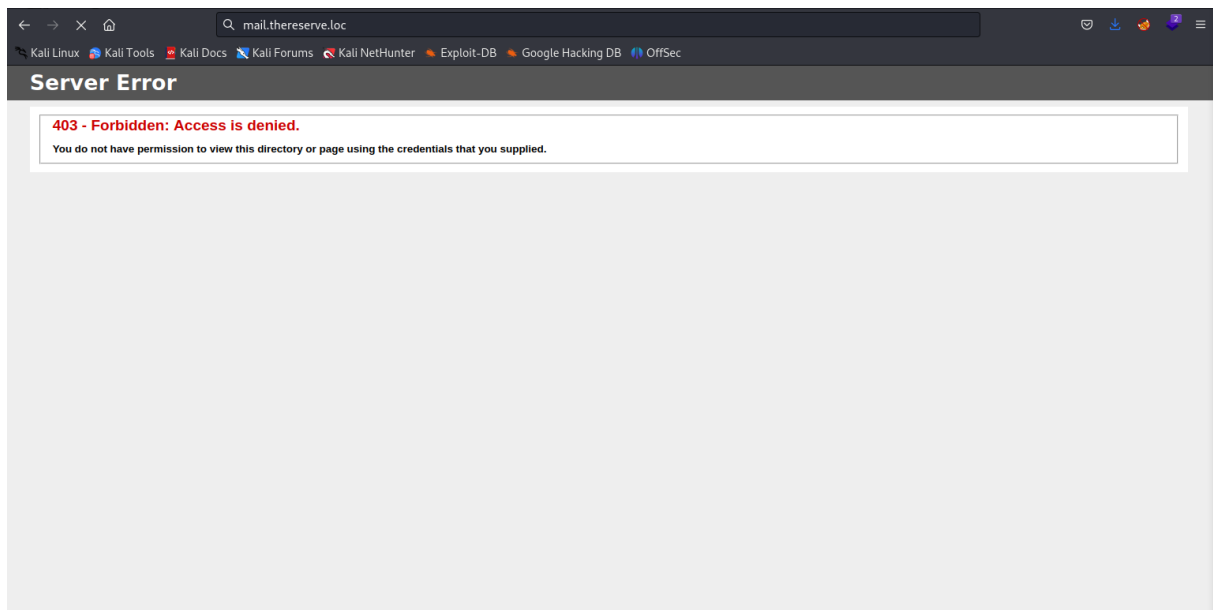 mail.thereserve.loc
2
Kali Linux Kali Tools Kali Docs Kali Forums Kali NetHunter Exploit-DB Google Hacking DB OffSec
Server Error
403 - Forbidden: Access is denied.
You do not have permission to view this directory or page using the credentials that you supplied.